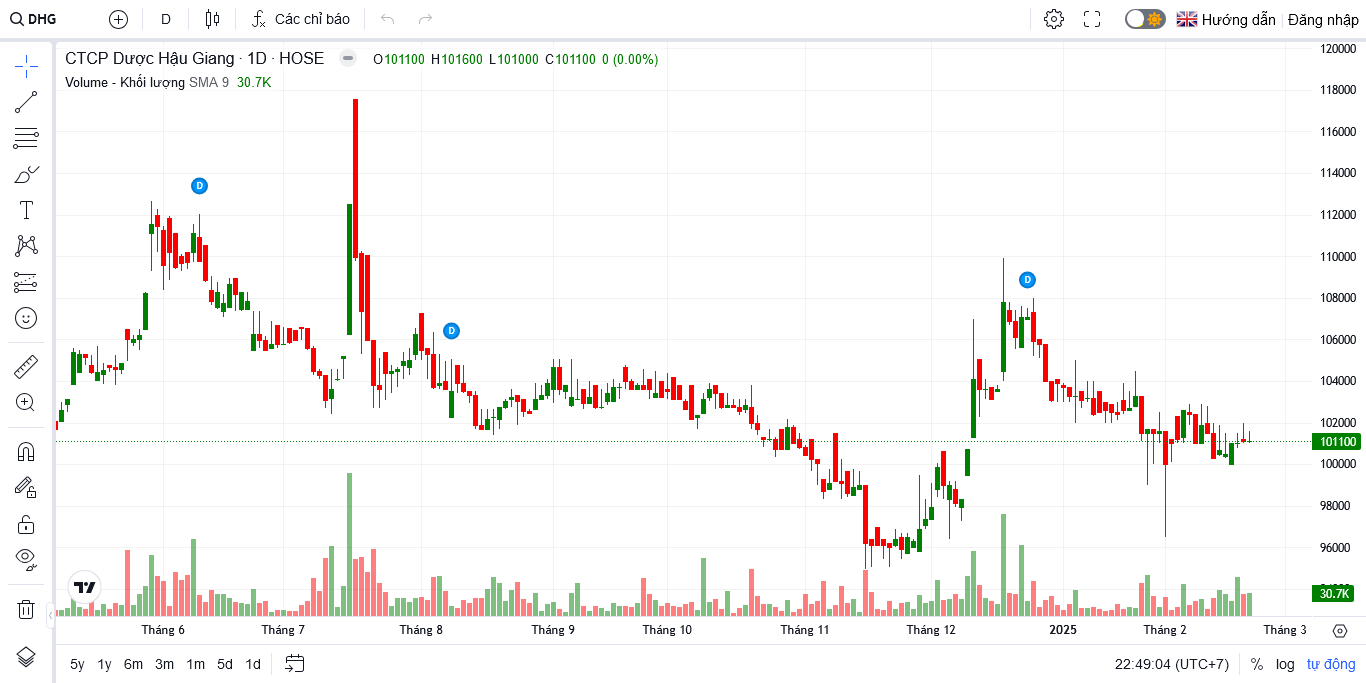 DHG D Các chỉ báo Hướng dẫn Đăng nhập
CTCP Dược Hậu Giang · 1D · HOSE O101100 H101600 L101000 C101100 0 (0.00%)
Volume - Khối lượng SMA 9 30.7K
120000
118000
116000
114000
112000
110000
108000
106000
104000
102000
101100
100000
98000
96000
30.7K
D
D
D
Tháng 6 Tháng 7 Tháng 8 Tháng 9 Tháng 10 Tháng 11 Tháng 12 2025 Tháng 2 Tháng 3
5y 1y 6m 3m 1m 5d 1d 22:49:04 (UTC+7) % log tự động